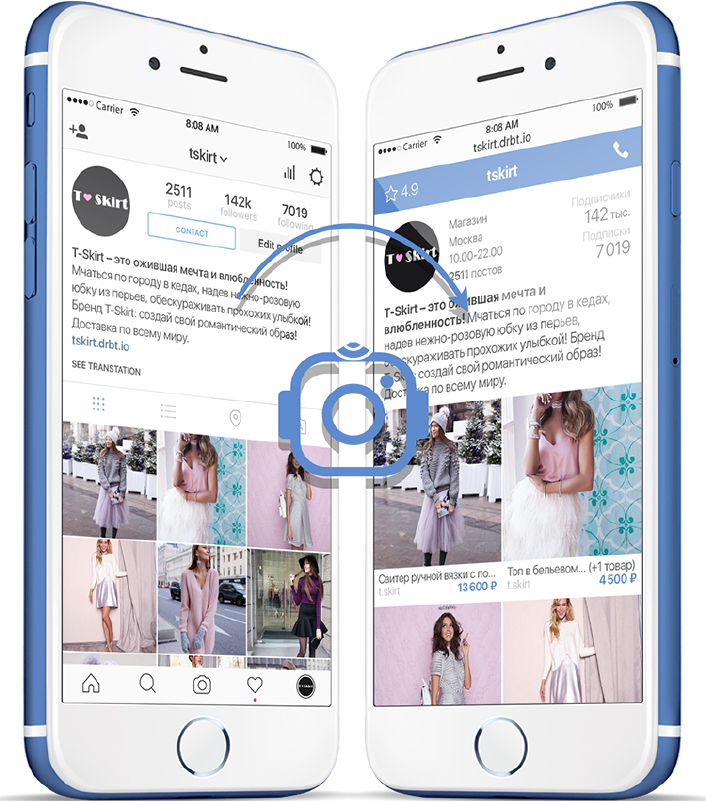 Carrier
8:08 AM
100%
tskirt
T Skirt
2511
posts
142k
followers
7019
following
CONTACT
Edit profile
T-Skirt – это ожившая мечта и влюбленность!
Мчаться по городу в кедах, надев нежно-розовую
юбку из перьев, обескураживать прохожих улыбкой!
Бренд T-Skirt: создай свой романтический образ!
Доставка по всему миру.
tskirt.drbt.io
SEE TRANSTATION
T Skirt
Carrier
8:08 AM
100%
tskirt.drbt.io
4.9
tskirt
T Skirt
Магазин
Москва
10.00-22.00
2511 постов
Подписчики
142 тыс.
Подписки
7019
T-Skirt – это ожившая мечта и
влюбленность! Мчаться по городу в кедах,
надев нежно-розовую юбку из перьев,
обескураживать прохожих улыбкой! Бренд
T-Skirt: создай свой романтический образ!
Доставка по всему миру.
Свитер ручной вязки с по...
t.skirt
13 600 ₽
Топ в бельевом... (+1 товар)
t.skirt
4 500 ₽